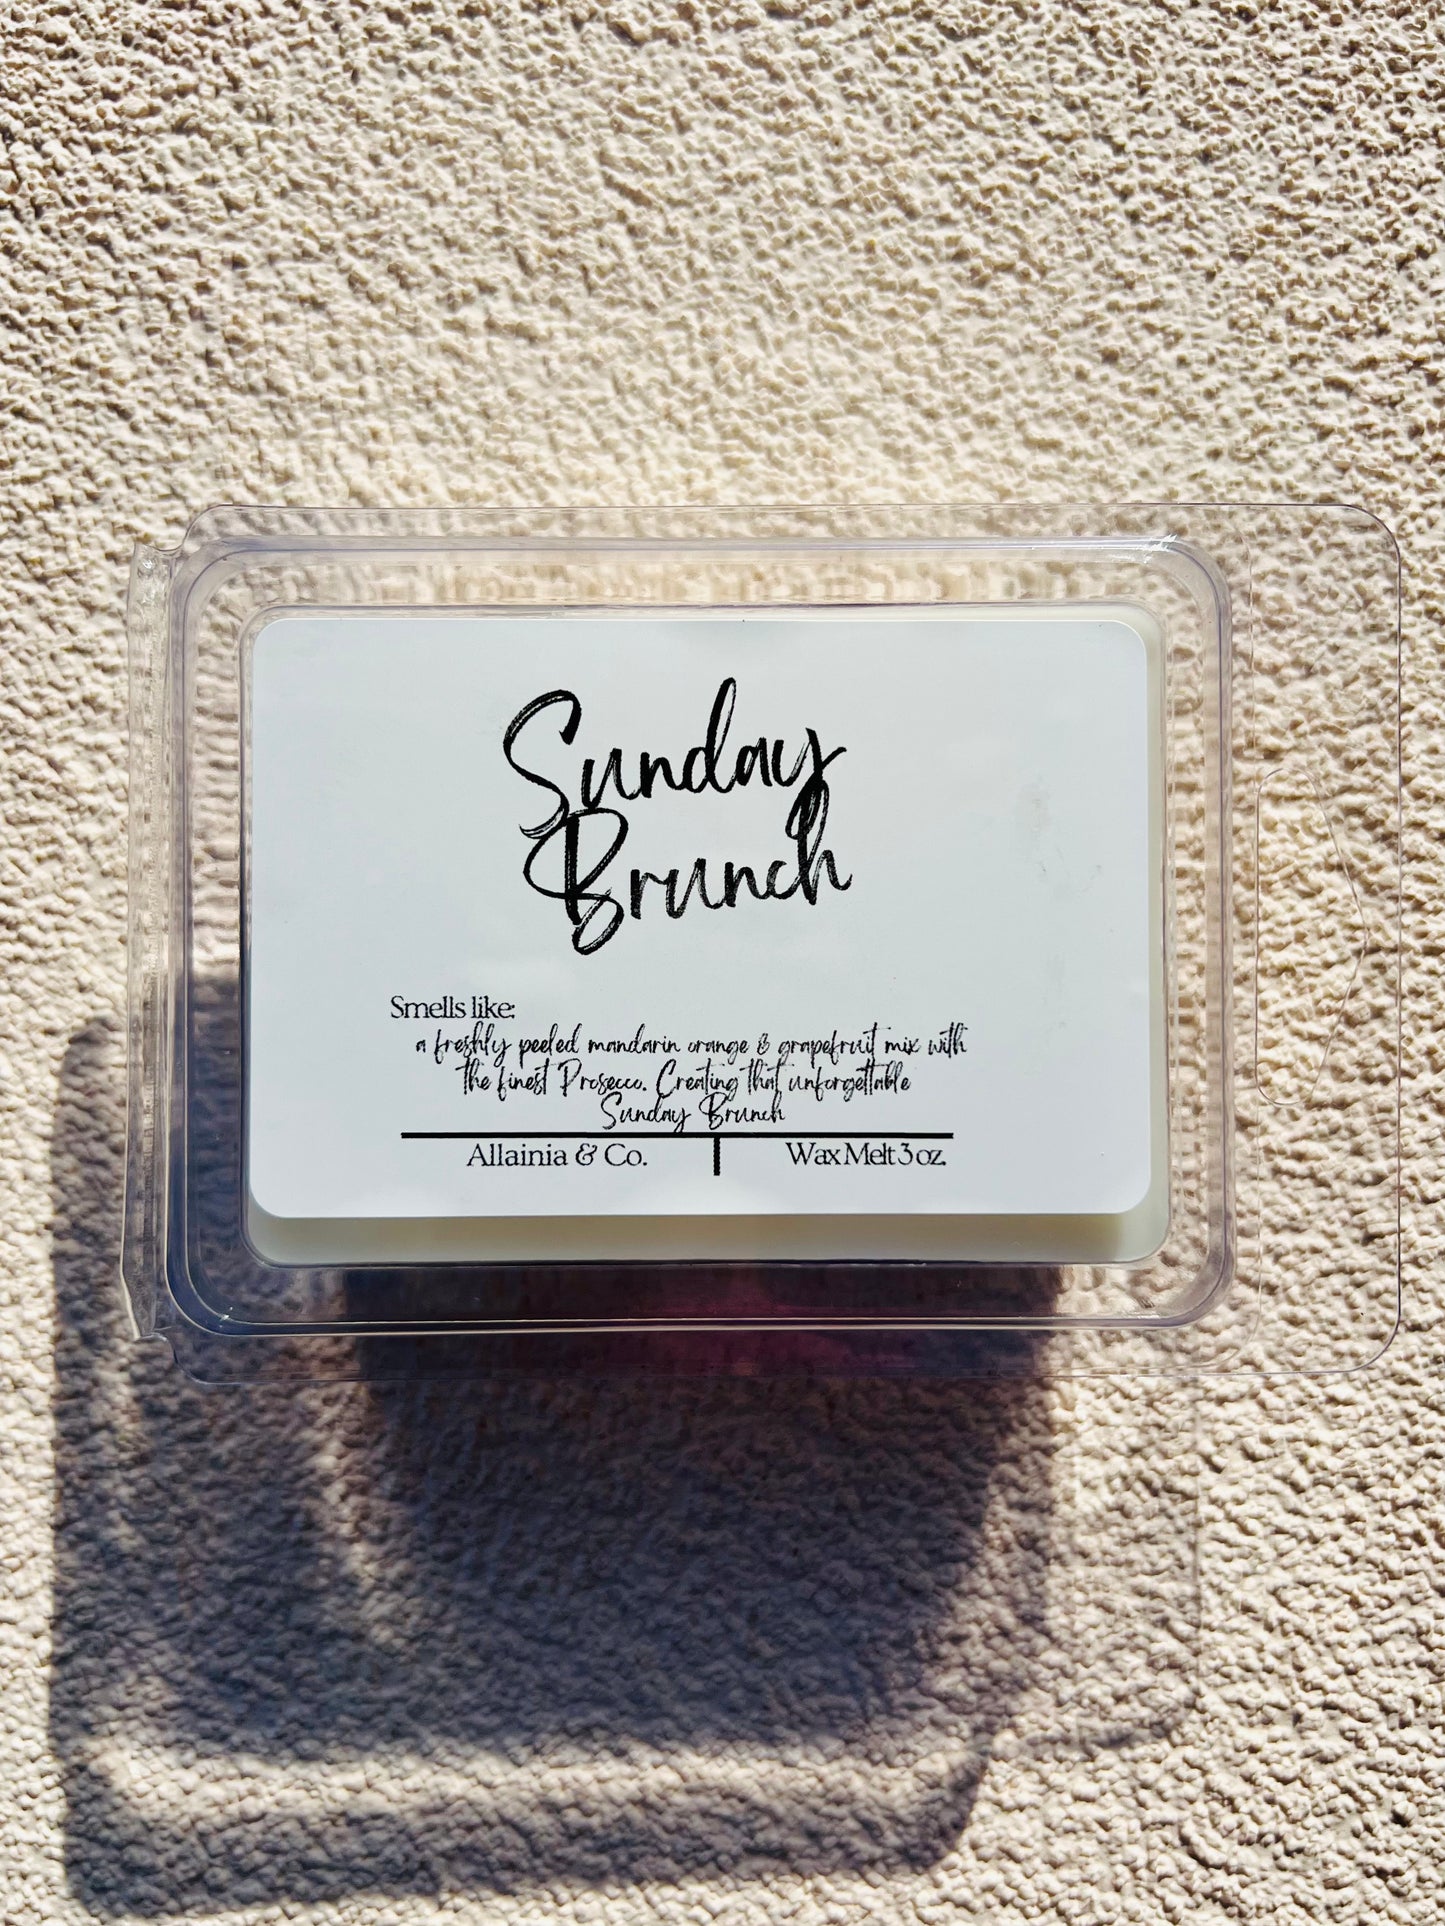 Sunday
Brunch
Smells like:
a freshly peeled mandarin orange & grapefruit mix with
the finest Prosecco. Creating that unforgettable
Sunday Brunch
Allainia & Co.
Wax Melt 3 oz.